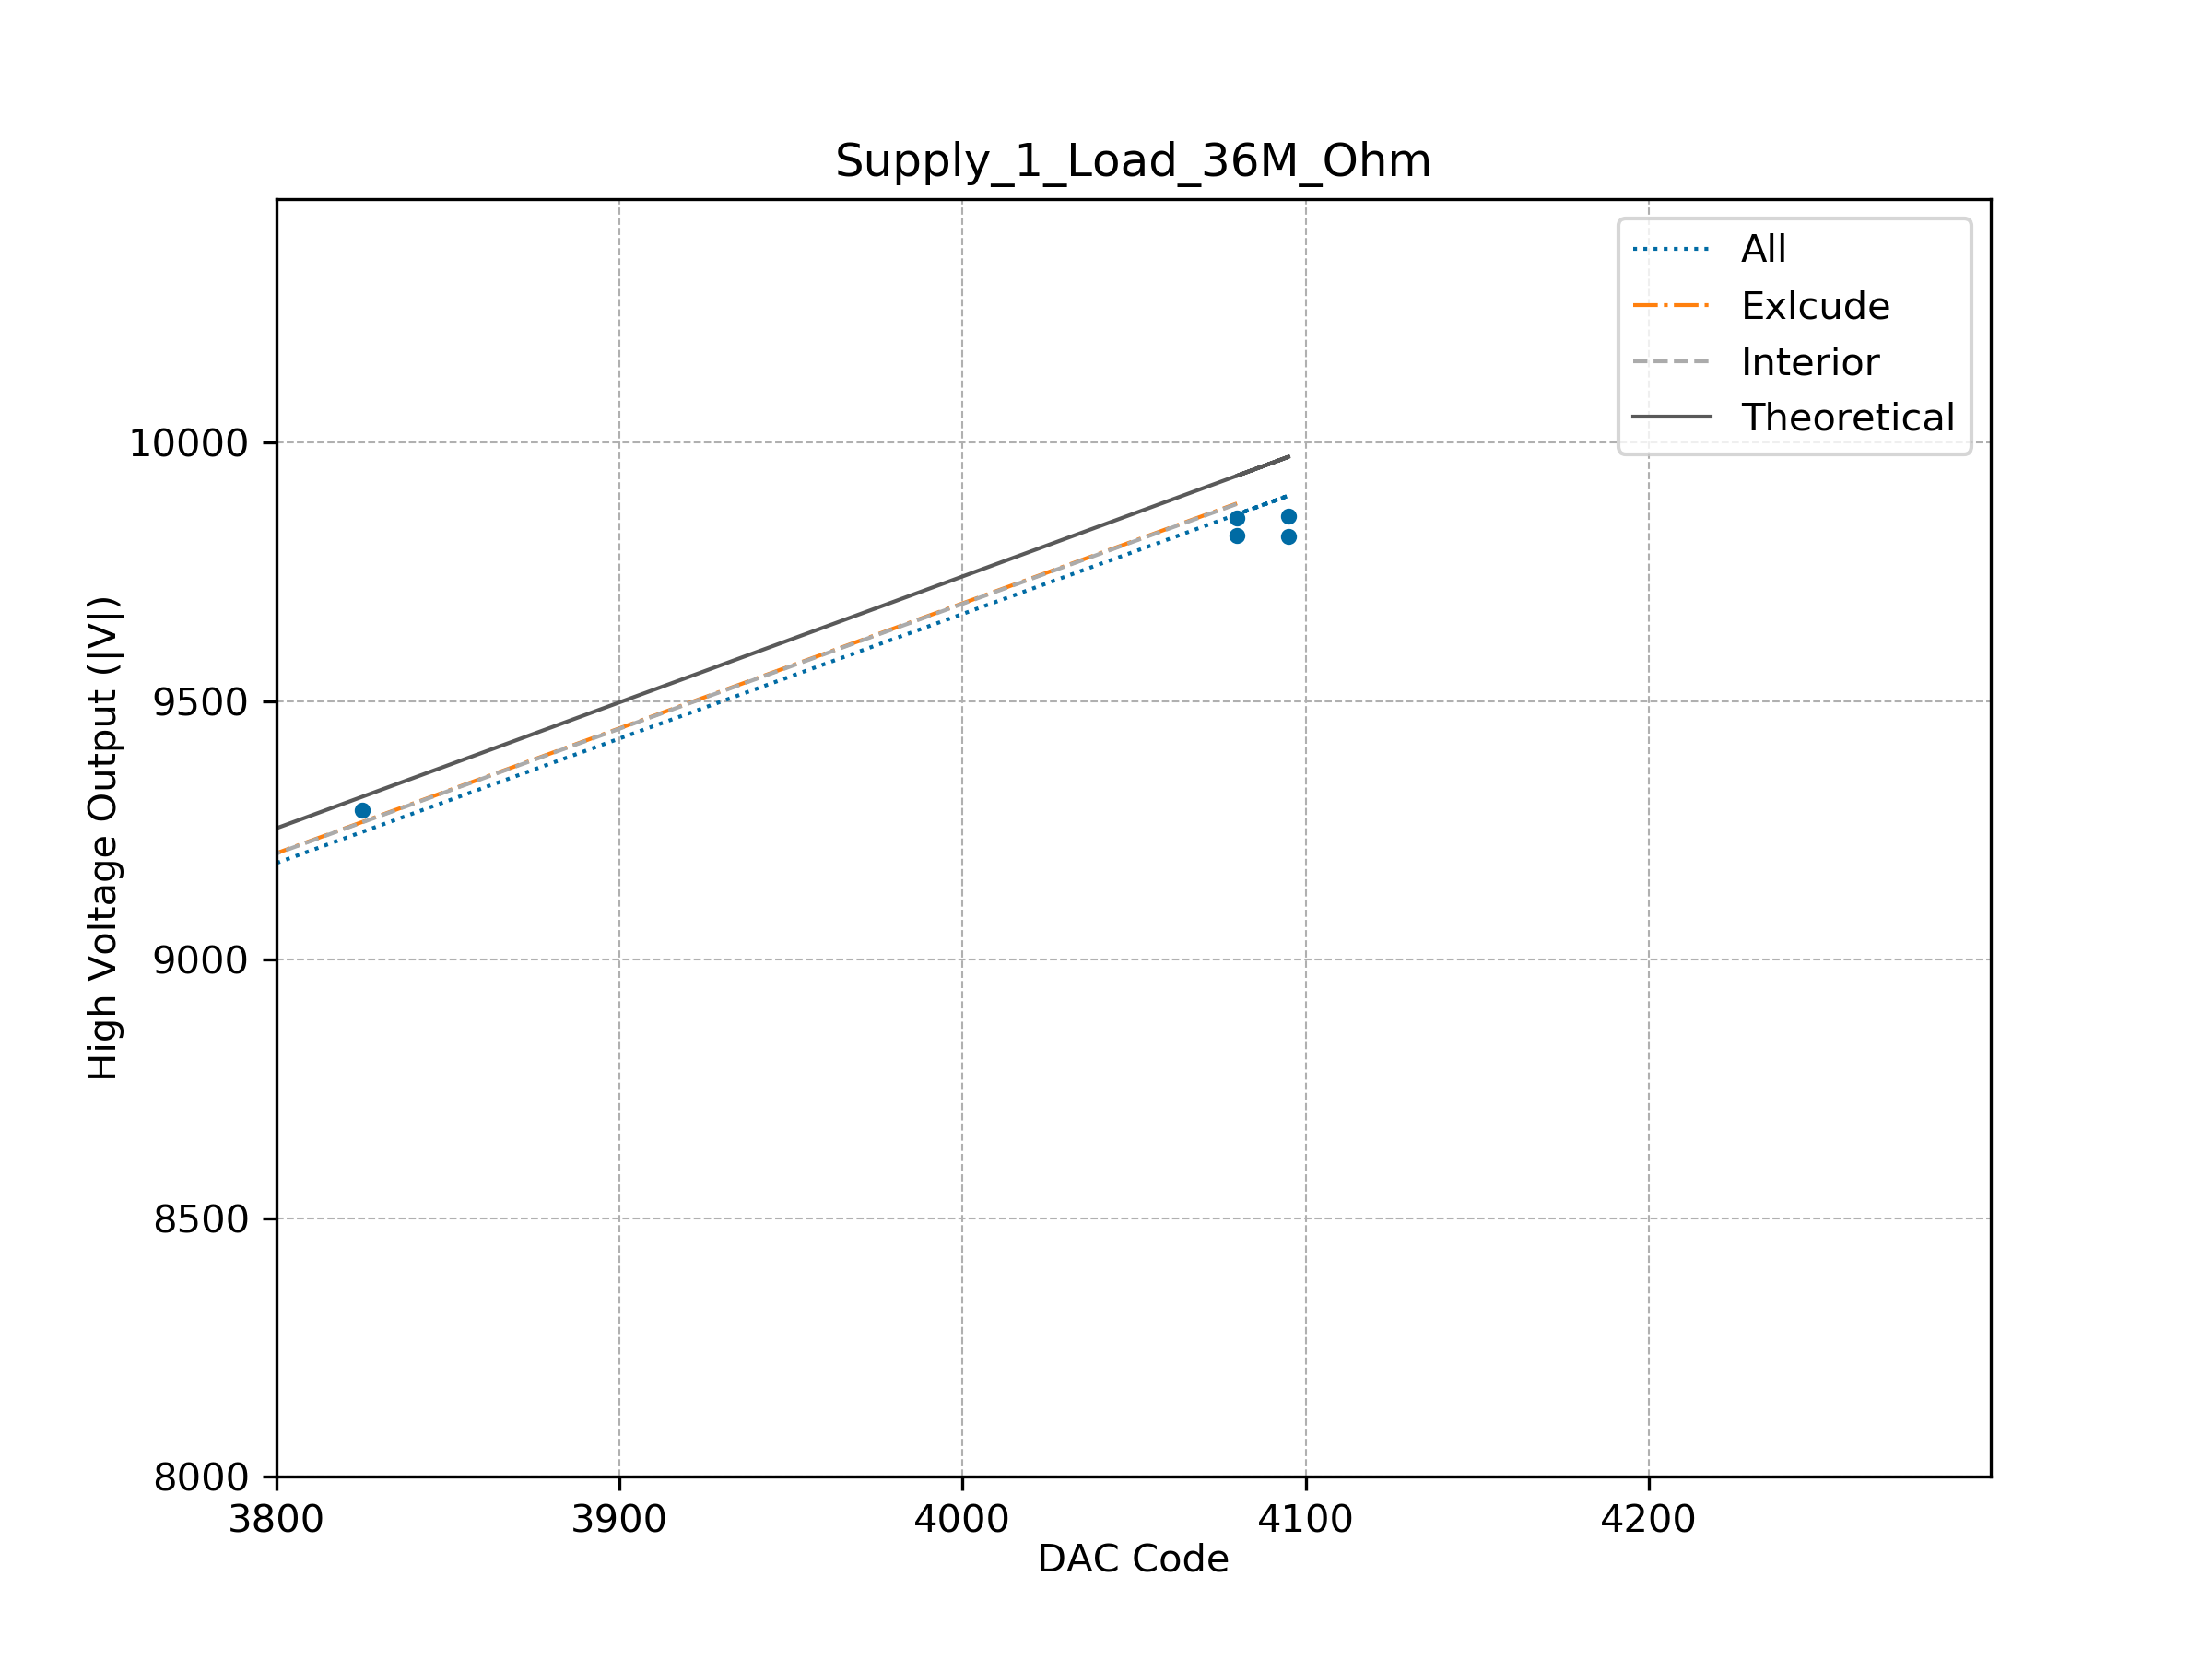 Supply_1_Load_36M_Ohm
All
Exlcude
Interior
Theoretical
High Voltage Output (|V|)
10000
9500
9000
8500
8000
3800 3900 4000 4100 4200
DAC Code